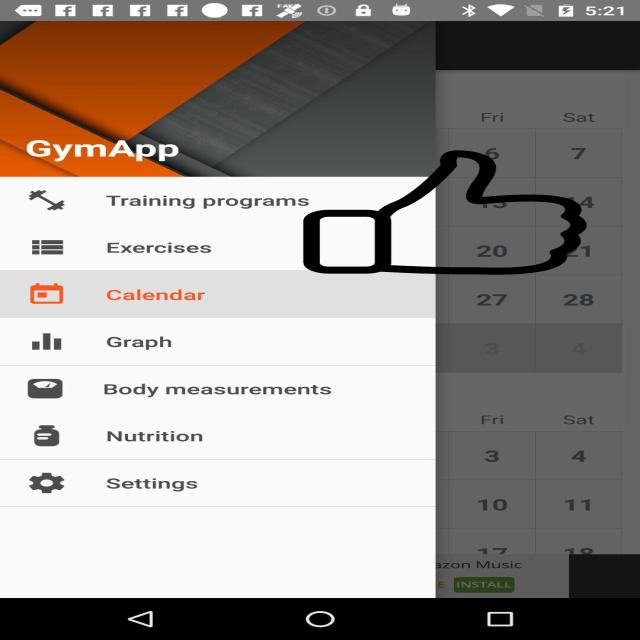 5:21
GymApp
Fri Sat
6 7
Training programs
13 14
Exercises
20 21
Calendar
27 28
Graph
3 4
Body measurements
Fri Sat
Nutrition
3 4
Settings
10 11
17 18
azon Music
E INSTALL